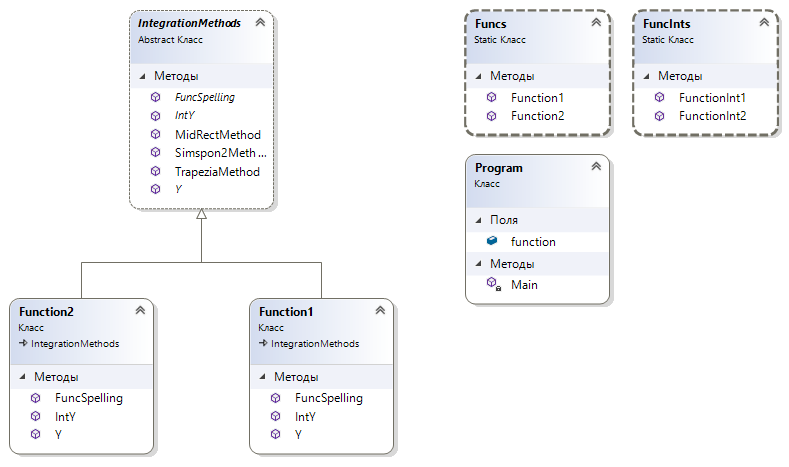 IntegrationMethods
Abstract Класс
Методы
FuncSpelling
IntY
MidRectMethod
Simspon2Meth ...
TrapeziaMethod
Y
Funcs
Static Класс
Методы
Function1
Function2
FuncInts
Static Класс
Методы
FunctionInt1
FunctionInt2
Program
Класс
Поля
function
Методы
Main
Function2
Класс
IntegrationMethods
Методы
FuncSpelling
IntY
Y
Function1
Класс
IntegrationMethods
Методы
FuncSpelling
IntY
Y